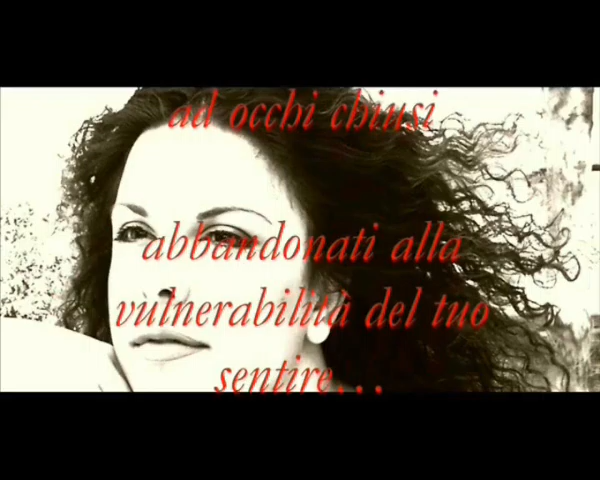 ad occhi chiusi
abbandonati alla
vulnerabilità del tuo
sentire...